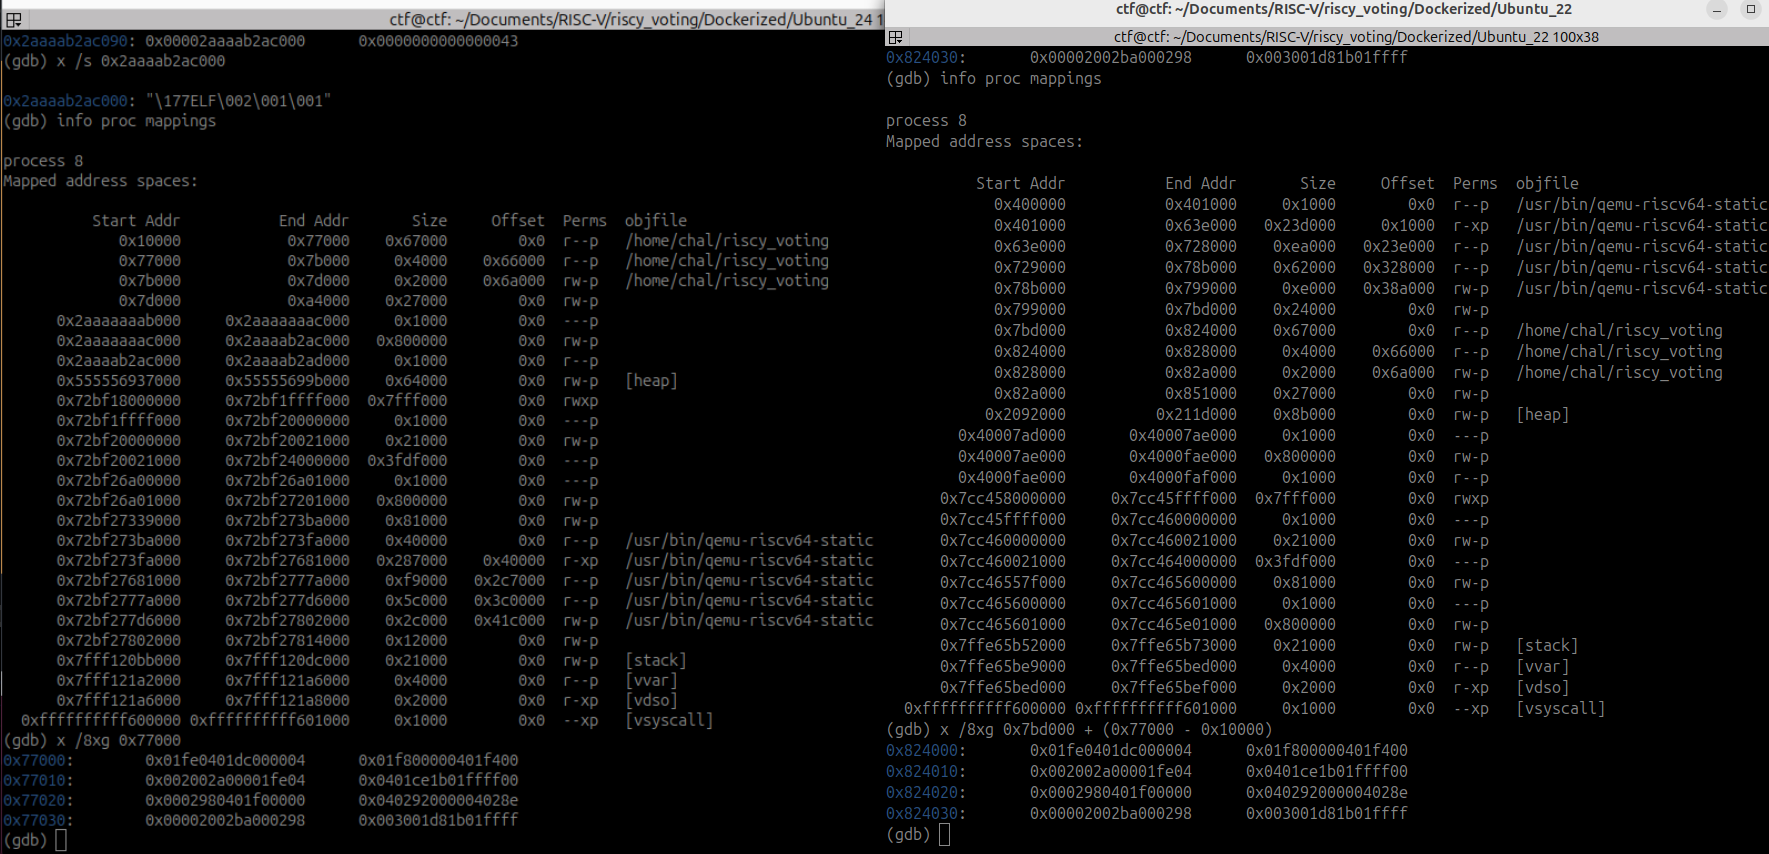 ctf@ctf: ~/Documents/RISC-V/riscy_voting/Dockerized/Ubuntu_24 1
0x2aaaab2ac090: 0x00002aaaab2ac000 0x0000000000000043
(gdb) x /s 0x2aaaab2ac000
0x2aaaab2ac000: "\177ELF\002\001\001"
(gdb) info proc mappings
process 8
Mapped address spaces:
Start Addr End Addr Size Offset Perms objfile
0x10000 0x77000 0x67000 0x0 r--p /home/chal/riscy_voting
0x77000 0x7b000 0x4000 0x66000 r--p /home/chal/riscy_voting
0x7b000 0x7d000 0x2000 0x6a000 rw-p /home/chal/riscy_voting
0x7d000 0xa4000 0x27000 0x0 rw-p
0x2aaaaaaab000 0x2aaaaaaac000 0x1000 0x0 ---p
0x2aaaaaaac000 0x2aaaab2ac000 0x800000 0x0 rw-p
0x2aaaab2ac000 0x2aaaab2ad000 0x1000 0x0 r--p
0x555556937000 0x55555699b000 0x64000 0x0 rw-p [heap]
0x72bf18000000 0x72bf1ffff000 0x7fff000 0x0 rwxp
0x72bf1ffff000 0x72bf20000000 0x1000 0x0 ---p
0x72bf20000000 0x72bf20021000 0x21000 0x0 rw-p
0x72bf20021000 0x72bf24000000 0x3fdf000 0x0 ---p
0x72bf26a00000 0x72bf26a01000 0x1000 0x0 ---p
0x72bf26a01000 0x72bf27201000 0x800000 0x0 rw-p
0x72bf27339000 0x72bf273ba000 0x81000 0x0 rw-p
0x72bf273ba000 0x72bf273fa000 0x40000 0x0 r--p /usr/bin/qemu-riscv64-static
0x72bf273fa000 0x72bf27681000 0x287000 0x40000 r-xp /usr/bin/qemu-riscv64-static
0x72bf27681000 0x72bf2777a000 0xf9000 0x2c7000 r--p /usr/bin/qemu-riscv64-static
0x72bf2777a000 0x72bf277d6000 0x5c000 0x3c0000 r--p /usr/bin/qemu-riscv64-static
0x72bf277d6000 0x72bf27802000 0x2c000 0x41c000 rw-p /usr/bin/qemu-riscv64-static
0x72bf27802000 0x72bf27814000 0x12000 0x0 rw-p
0x7fff120bb000 0x7fff120dc000 0x21000 0x0 rw-p [stack]
0x7fff121a2000 0x7fff121a6000 0x4000 0x0 r--p [vvar]
0x7fff121a6000 0x7fff121a8000 0x2000 0x0 r-xp [vdso]
0xffffffffff600000 0xffffffffff601000 0x1000 0x0 --xp [vsyscall]
(gdb) x /8xg 0x77000
0x77000: 0x01fe0401dc000004 0x01f800000401f400
0x77010: 0x002002a00001fe04 0x0401ce1b01ffff00
0x77020: 0x0002980401f00000 0x040292000004028e
0x77030: 0x00002002ba000298 0x003001d81b01ffff
(gdb)
ctf@ctf: ~/Documents/RISC-V/riscy_voting/Dockerized/Ubuntu_22
ctf@ctf: ~/Documents/RISC-V/riscy_voting/Dockerized/Ubuntu_22 100x38
0x824030: 0x00002002ba000298 0x003001d81b01ffff
(gdb) info proc mappings
process 8
Mapped address spaces:
Start Addr End Addr Size Offset Perms objfile
0x400000 0x401000 0x1000 0x0 r--p /usr/bin/qemu-riscv64-static
0x401000 0x63e000 0x23d000 0x1000 r-xp /usr/bin/qemu-riscv64-static
0x63e000 0x728000 0xea000 0x23e000 r--p /usr/bin/qemu-riscv64-static
0x729000 0x78b000 0x62000 0x328000 r--p /usr/bin/qemu-riscv64-static
0x78b000 0x799000 0xe000 0x38a000 rw-p /usr/bin/qemu-riscv64-static
0x799000 0x7bd000 0x24000 0x0 rw-p
0x7bd000 0x824000 0x67000 0x0 r--p /home/chal/riscy_voting
0x824000 0x828000 0x4000 0x66000 r--p /home/chal/riscy_voting
0x828000 0x82a000 0x2000 0x6a000 rw-p /home/chal/riscy_voting
0x82a000 0x851000 0x27000 0x0 rw-p
0x2092000 0x211d000 0x8b000 0x0 rw-p [heap]
0x40007ad000 0x40007ae000 0x1000 0x0 ---p
0x40007ae000 0x4000fae000 0x800000 0x0 rw-p
0x4000fae000 0x4000faf000 0x1000 0x0 r--p
0x7cc458000000 0x7cc45ffff000 0x7fff000 0x0 rwxp
0x7cc45ffff000 0x7cc460000000 0x1000 0x0 ---p
0x7cc460000000 0x7cc460021000 0x21000 0x0 rw-p
0x7cc460021000 0x7cc464000000 0x3fdf000 0x0 ---p
0x7cc46557f000 0x7cc465600000 0x81000 0x0 rw-p
0x7cc465600000 0x7cc465601000 0x1000 0x0 ---p
0x7cc465601000 0x7cc465e01000 0x800000 0x0 rw-p
0x7ffe65b52000 0x7ffe65b73000 0x21000 0x0 rw-p [stack]
0x7ffe65be9000 0x7ffe65bed000 0x4000 0x0 r--p [vvar]
0x7ffe65bed000 0x7ffe65bef000 0x2000 0x0 r-xp [vdso]
0xffffffffff600000 0xffffffffff601000 0x1000 0x0 --xp [vsyscall]
(gdb) x /8xg 0x7bd000 + (0x77000 - 0x10000)
0x824000: 0x01fe0401dc000004 0x01f800000401f400
0x824010: 0x002002a00001fe04 0x0401ce1b01ffff00
0x824020: 0x0002980401f00000 0x040292000004028e
0x824030: 0x00002002ba000298 0x003001d81b01ffff
(gdb)